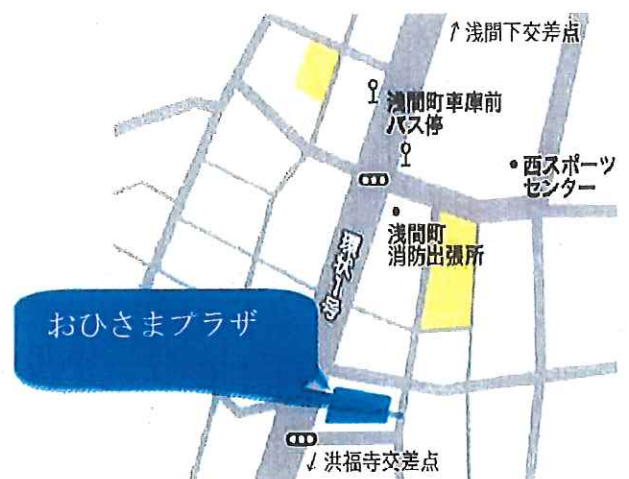 ↑浅間下交差点
浅間町車庫前
バス停
西スポーツ
センター
浅間町
消防出張所
環状1号
おひさまプラザ
↓洪福寺交差点